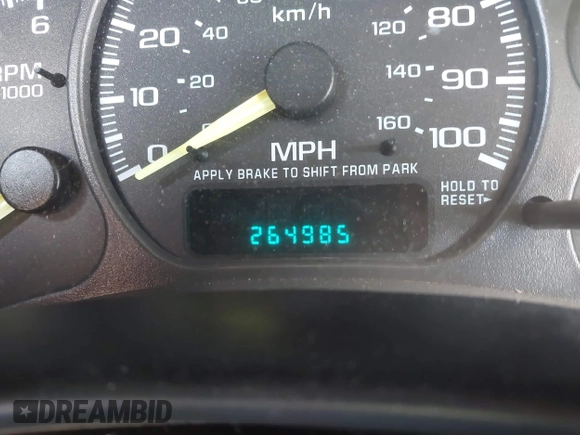 6
RPM
1000
km/h
20 40 120 80
10 20 140 90
0 160 100
MPH
APPLY BRAKE TO SHIFT FROM PARK
HOLD TO
RESET
264985
DREAMBID